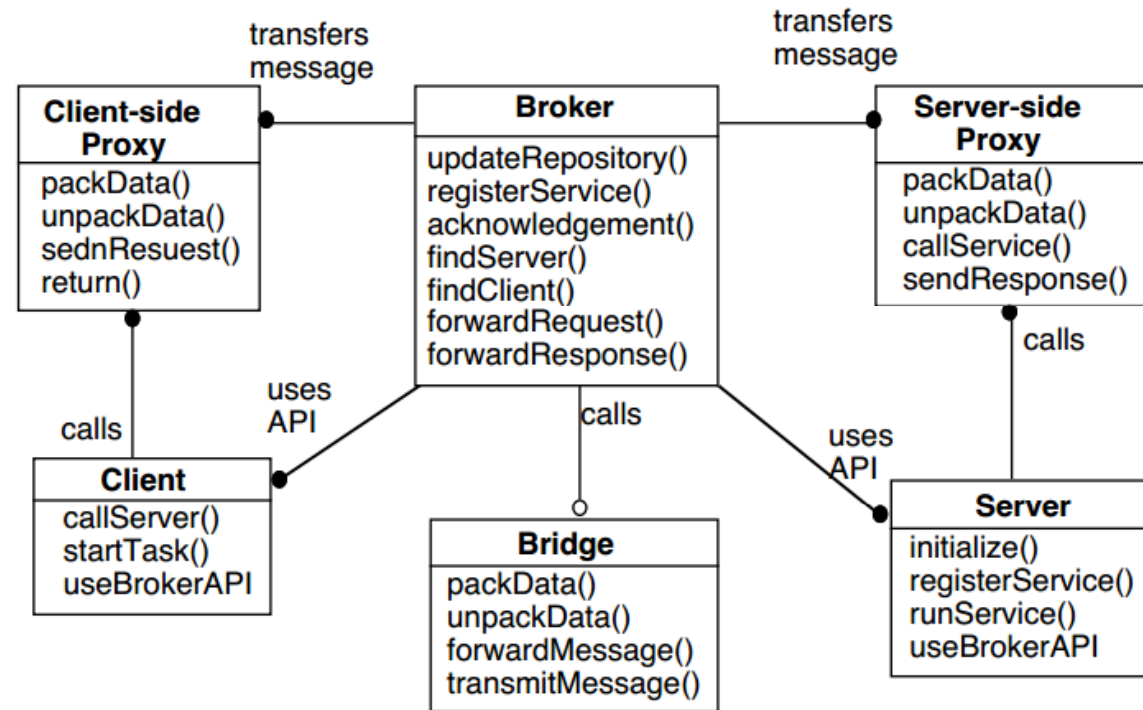 transfers
message
transfers
message
Client-side
Proxy
packData()
unpackData()
sednResuest()
return()
Broker
updateRepository()
registerService()
acknowledgement()
findServer()
findClient()
forwardRequest()
forwardResponse()
Server-side
Proxy
packData()
unpackData()
callService()
sendResponse()
calls
uses
API
calls
uses
API
calls
Client
callServer()
startTask()
useBrokerAPI
Bridge
packData()
unpackData()
forwardMessage()
transmitMessage()
Server
initialize()
registerService()
runService()
useBrokerAPI